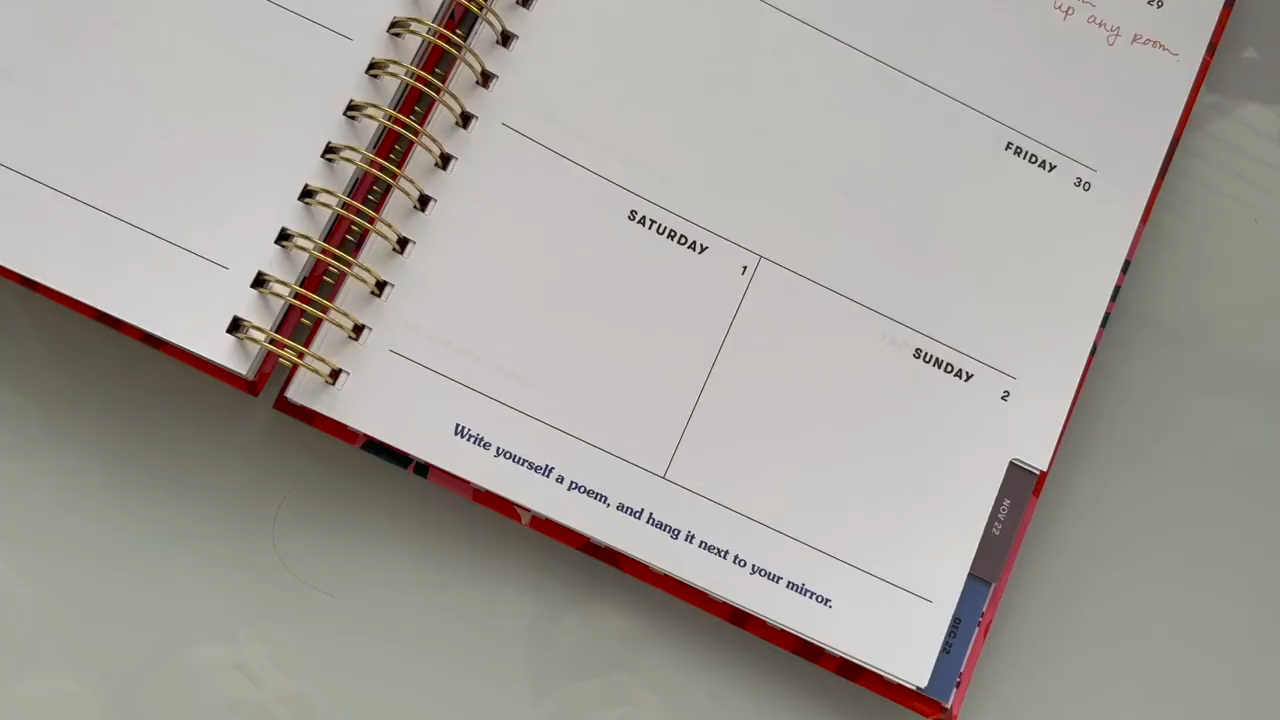 29
up any room.
FRIDAY 30
SATURDAY 1
SUNDAY 2
Write yourself a poem, and hang it next to your mirror.
NOV 22
DEC 22